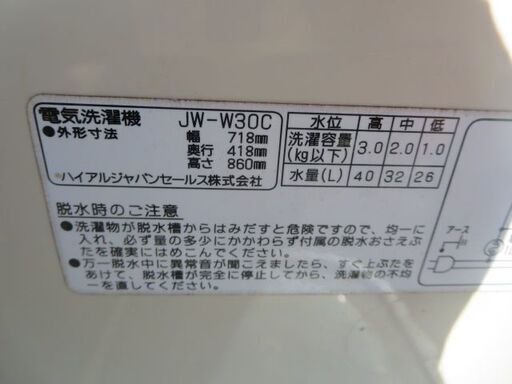 電気洗濯機 JW-W30C
●外形寸法 幅 718mm
奥行 418mm
高さ 860mm
●ハイアルジャパンセールス株式会社
水位 高 中 低
洗濯容量(kg以下) 3.0 2.0 1.0
水量(L) 40 32 26
脱水時のご注意
●洗濯物が脱水槽からはみだすと危険ですので、均一に
入れ、必ず量の多少にかかわらず付属の脱水おさえぶ
たを確実にはめこんでください。
●万一脱水中に異常音が聞こえましたら、すぐ上ぶたを
あけて、脱水槽が完全に停止してから、洗濯物の不均
一を直してください。
アース